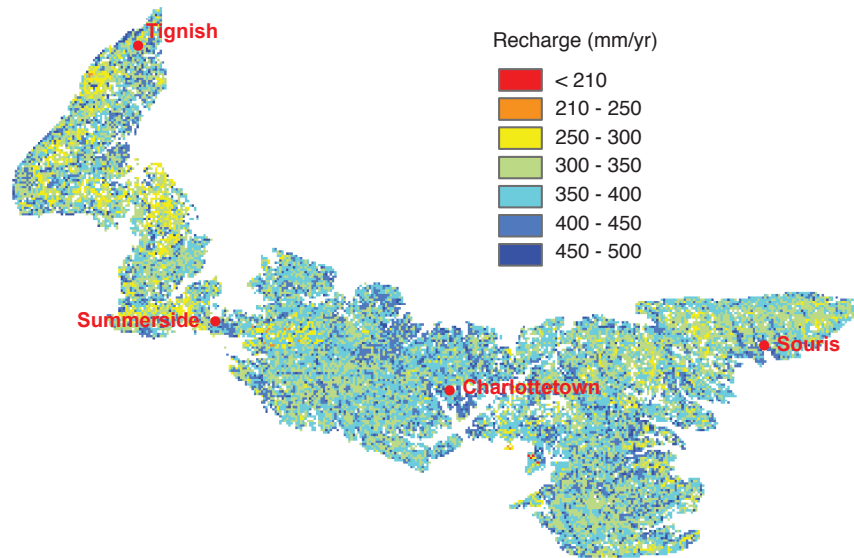 Tignish
Recharge (mm/yr)
< 210
210 - 250
250 - 300
300 - 350
350 - 400
400 - 450
450 - 500
Summerside
Souris
Charlottetown